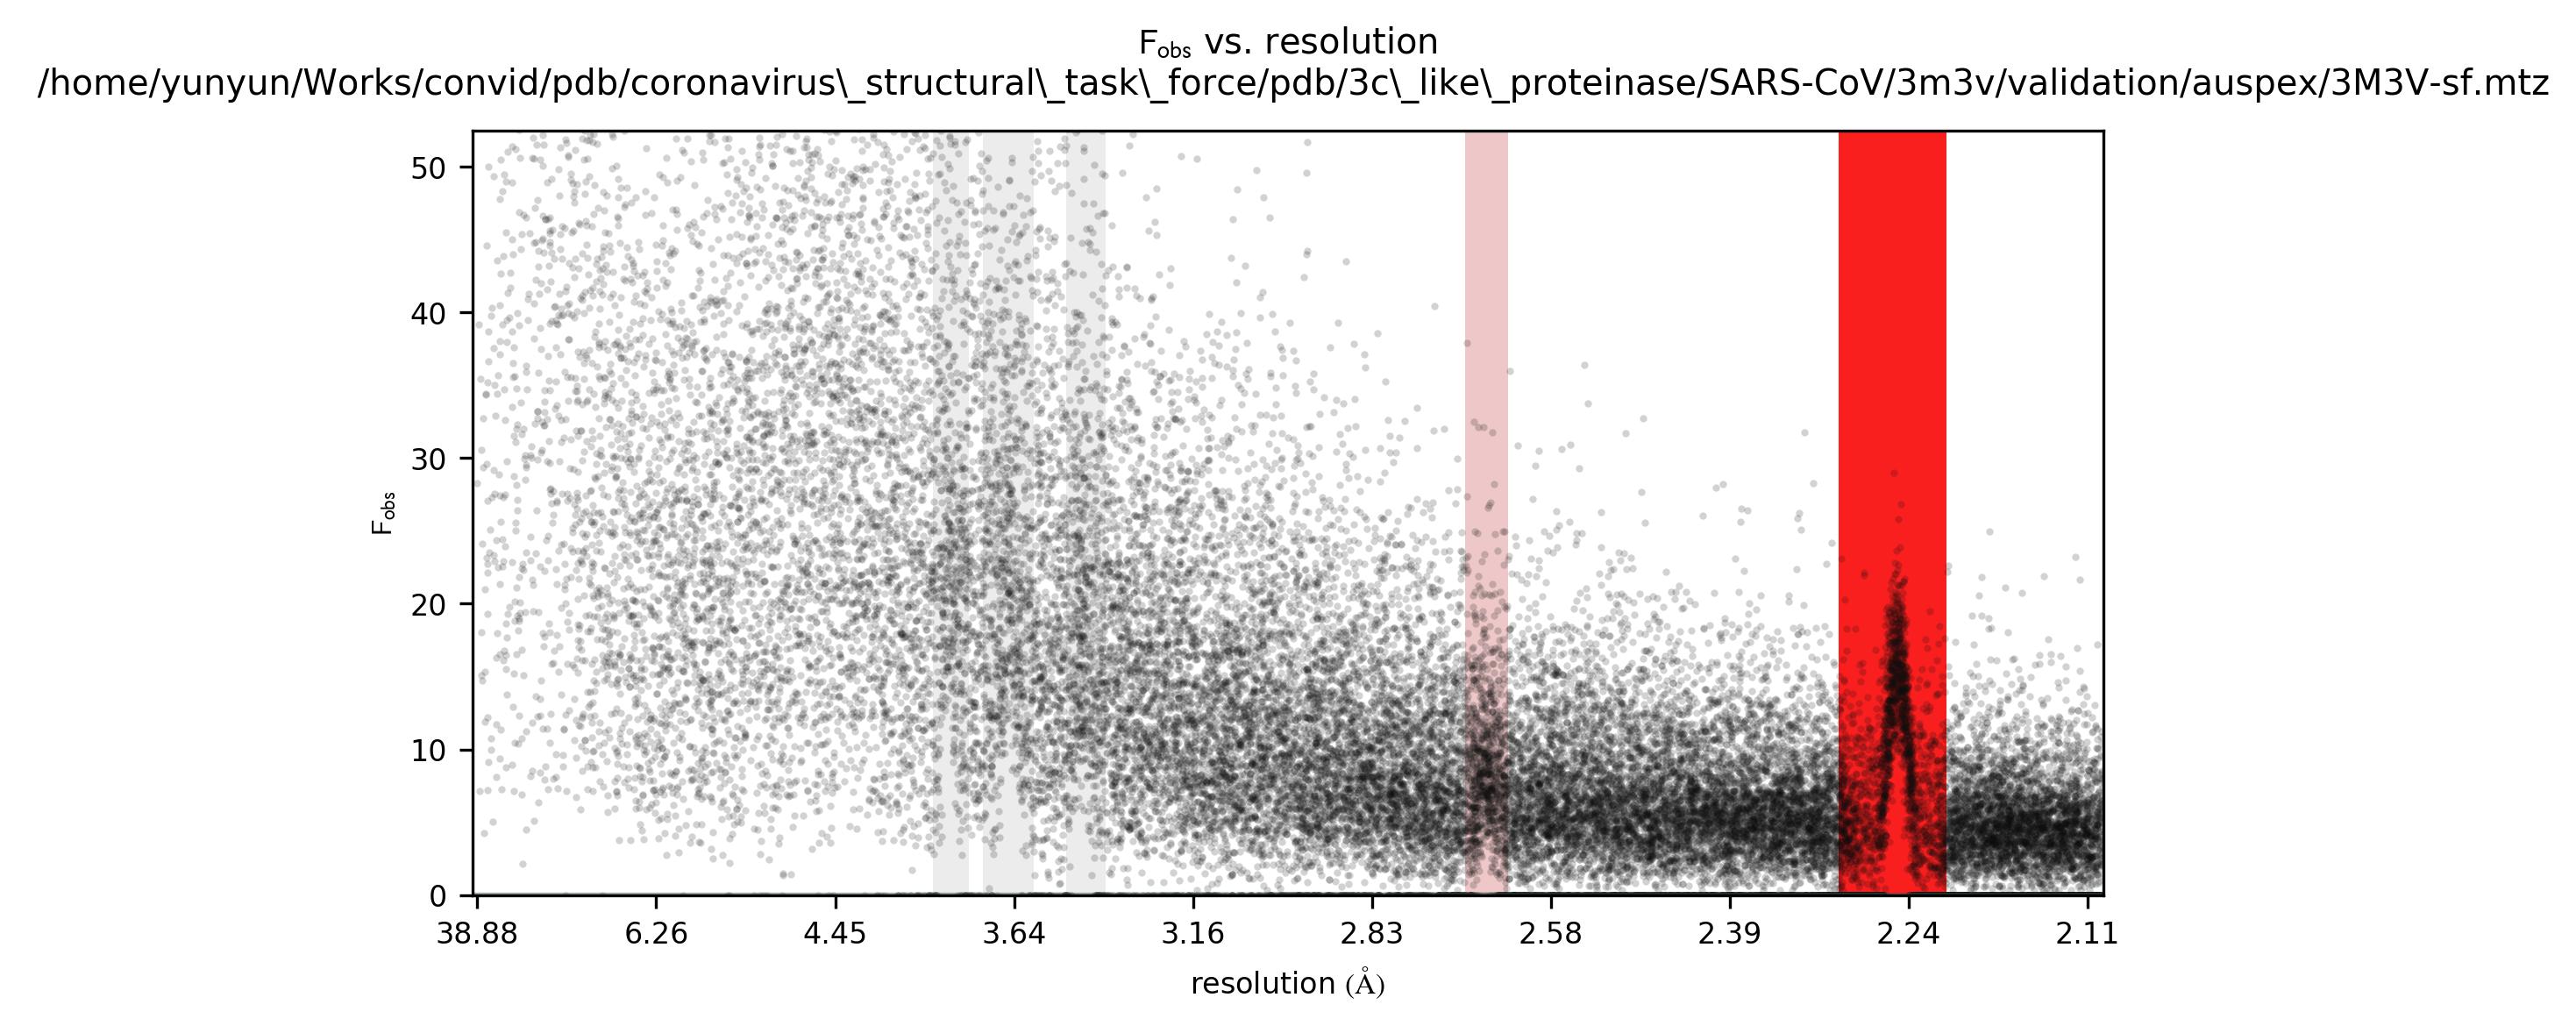 Fobs vs. resolution
/home/yunyun/Works/convid/pdb/coronavirus\_structural\_task\_force/pdb/3c\_like\_proteinase/SARS-CoV/3m3v/validation/auspex/3M3V-sf.mtz
50
40
30
20
10
0
Fobs
38.88 6.26 4.45 3.64 3.16 2.83 2.58 2.39 2.24 2.11
resolution (Å)